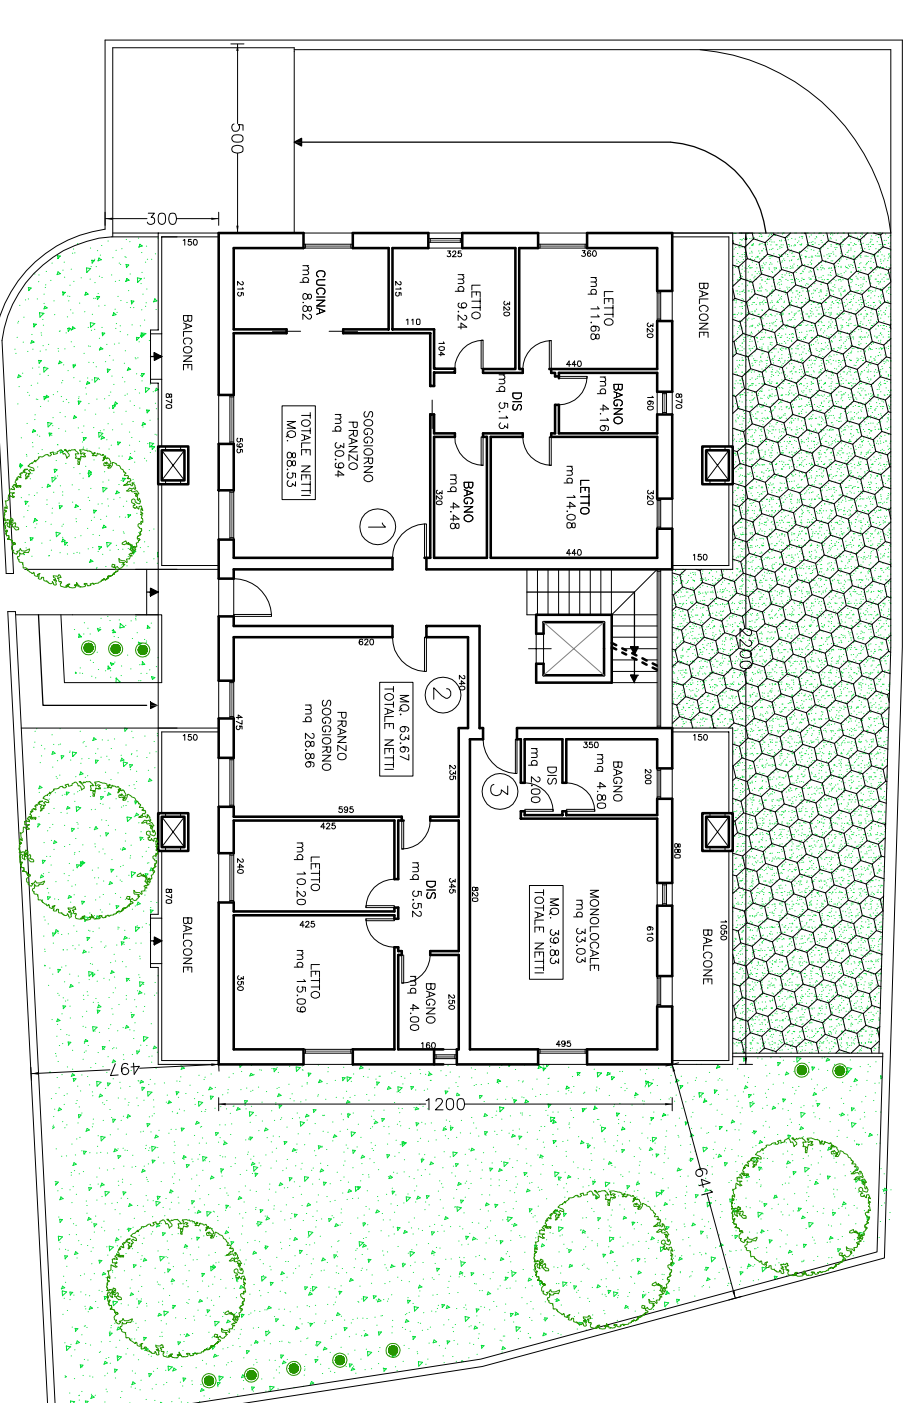 500
300
150
BALCONE
870
CUCINA
mq 8.82
215
215
325
LETTO
mq 9.24
320
110
104
360
LETTO
mq 11.68
320
440
BALCONE
870
150
DIS
mq 5.13
BAGNO
mq 4.16
160
BAGNO
mq 4.48
320
LETTO
mq 14.08
320
440
SOGGIORNO
PRANZO
mq 30.94
TOTALE NETTI
MQ. 88.53
595
1
2200
620
240
2
MQ. 63.67
TOTALE NETTI
PRANZO
SOGGIORNO
mq 28.86
475
235
595
150
BALCONE
870
425
LETTO
mq 10.20
240
DIS
mq 5.52
345
425
LETTO
mq 15.09
350
BAGNO
mq 4.00
250
160
3
DIS
mq 2.00
350
BAGNO
mq 4.80
200
150
880
820
MONOLOCALE
mq 33.03
MQ. 39.83
TOTALE NETTI
610
495
1050
BALCONE
497
1200
641